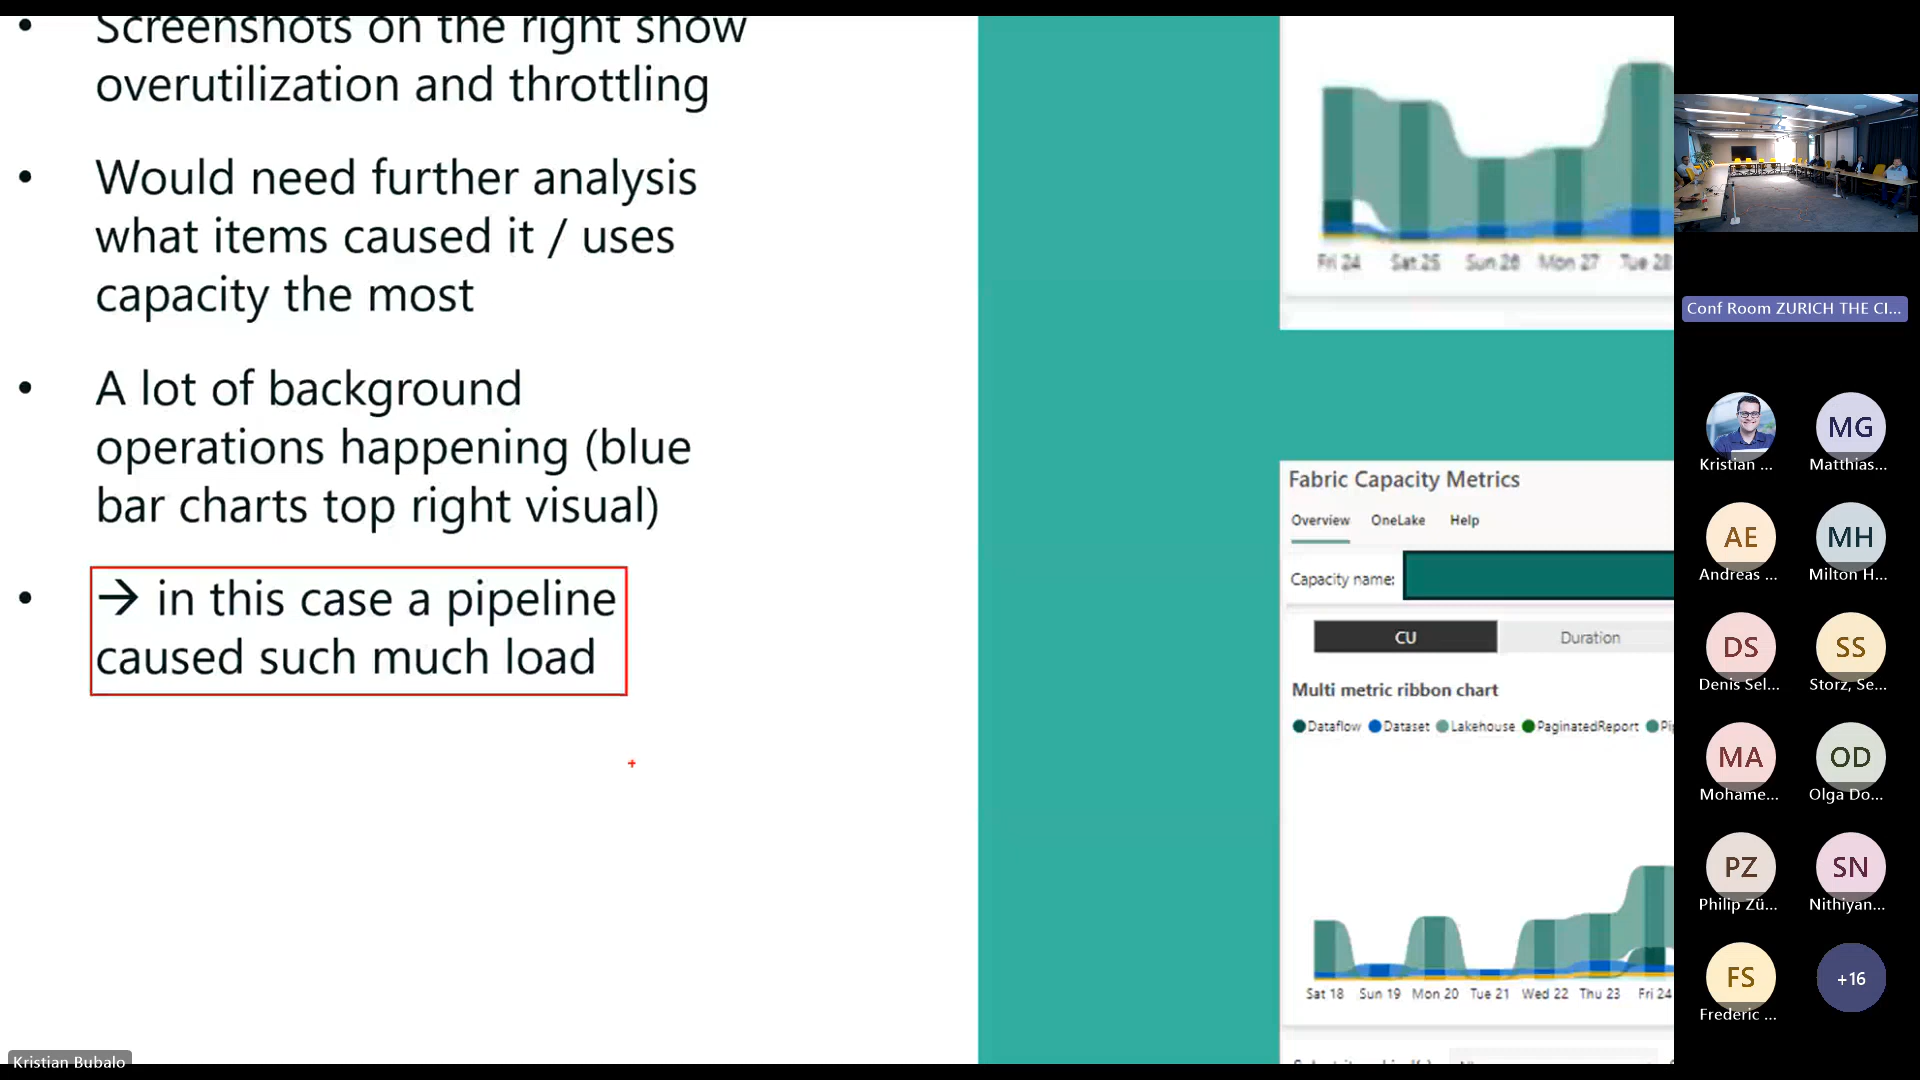 Screenshots on the right show
overutilization and throttling
Would need further analysis
what items caused it / uses
capacity the most
A lot of background
operations happening (blue
bar charts top right visual)
→ in this case a pipeline
caused such much load
Fri 24 Sat 25 Sun 26 Mon 27 Tue 28
Fabric Capacity Metrics
Overview OneLake Help
Capacity name:
CU Duration
Multi metric ribbon chart
Dataflow Dataset Lakehouse PaginatedReport
Sat 18 Sun 19 Mon 20 Tue 21 Wed 22 Thu 23 Fri 24
Conf Room ZURICH THE CI...
MG
Kristian ... Matthias...
AE MH
Andreas ... Milton H...
DS SS
Denis Sel... Storz, Se...
MA OD
Mohame... Olga Do...
PZ SN
Philip Zü... Nithiyan...
FS +16
Frederic ...
Kristian Bubalo